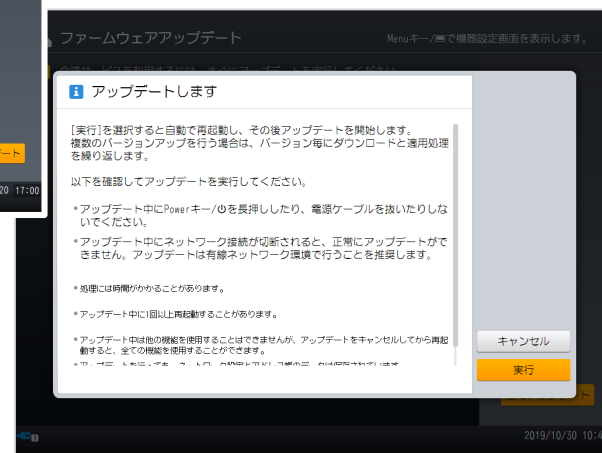 ファームウェアアップデート
Menuキー/で機器設定画面を表示します。
アップデートします
[実行]を選択すると自動で再起動し、その後アップデートを開始します。
複数のバージョンアップを行う場合は、バージョン毎にダウンロードと適用処理
を繰り返します。
以下を確認してアップデートを実行してください。
*アップデート中にPowerキー/⏻を長押ししたり、電源ケーブルを抜いたりしな
いでください。
*アップデート中にネットワーク接続が切断されると、正常にアップデートがで
きません。アップデートは有線ネットワーク環境で行うことを推奨します。
*処理には時間がかかることがあります。
*アップデート中に1回以上再起動することがあります。
*アップデート中は他の機能を使用することはできませんが、アップデートをキャンセルしてから再起
動すると、全ての機能を使用することができます。
キャンセル
実行
ート
20 17:00
ト
2019/10/30 10:4